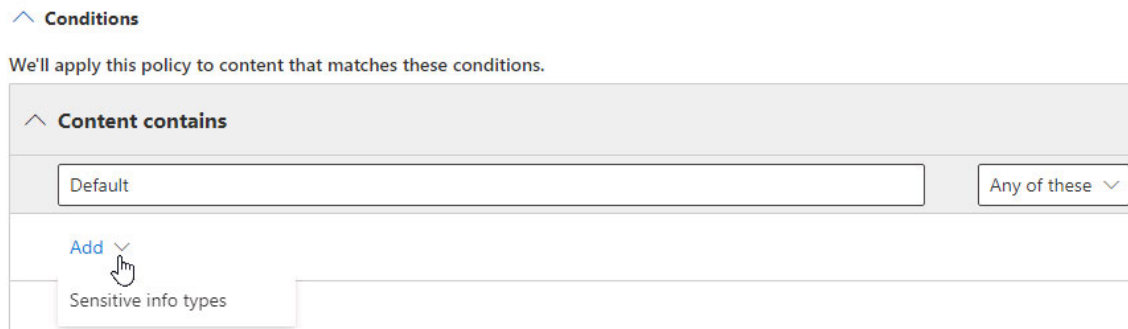 Conditions
We'll apply this policy to content that matches these conditions.
Content contains
Default
Any of these
Add
Sensitive info types